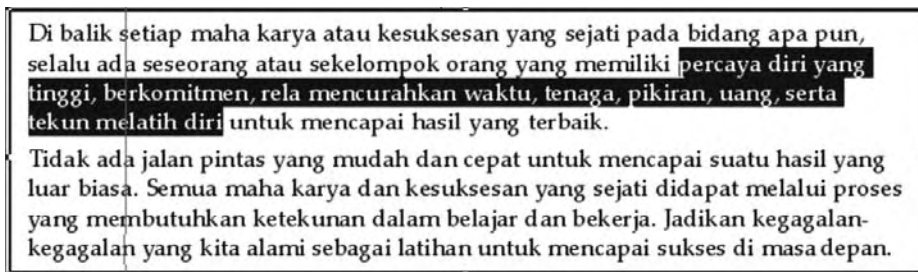 Di balik setiap maha karya atau kesuksesan yang sejati pada bidang apa pun,
selalu ada seseorang atau sekelompok orang yang memiliki percaya diri yang
tinggi, berkomitmen, rela mencurahkan waktu, tenaga, pikiran, uang, serta
tekun melatih diri untuk mencapai hasil yang terbaik.
Tidak ada jalan pintas yang mudah dan cepat untuk mencapai suatu hasil yang
luar biasa. Semua maha karya dan kesuksesan yang sejati didapat melalui proses
yang membutuhkan ketekunan dalam belajar dan bekerja. Jadikan kegagalan-
kegagalan yang kita alami sebagai latihan untuk mencapai sukses di masa depan.